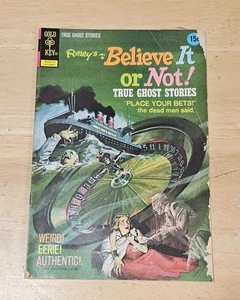 GOLD
KEY
TRUE GHOST STORIES
15¢
Ripley's
Believe It
or Not!
TRUE GHOST STORIES
"PLACE YOUR BETS!"
the dead man said.
WEIRD!
EERIE!
AUTHENTIC!